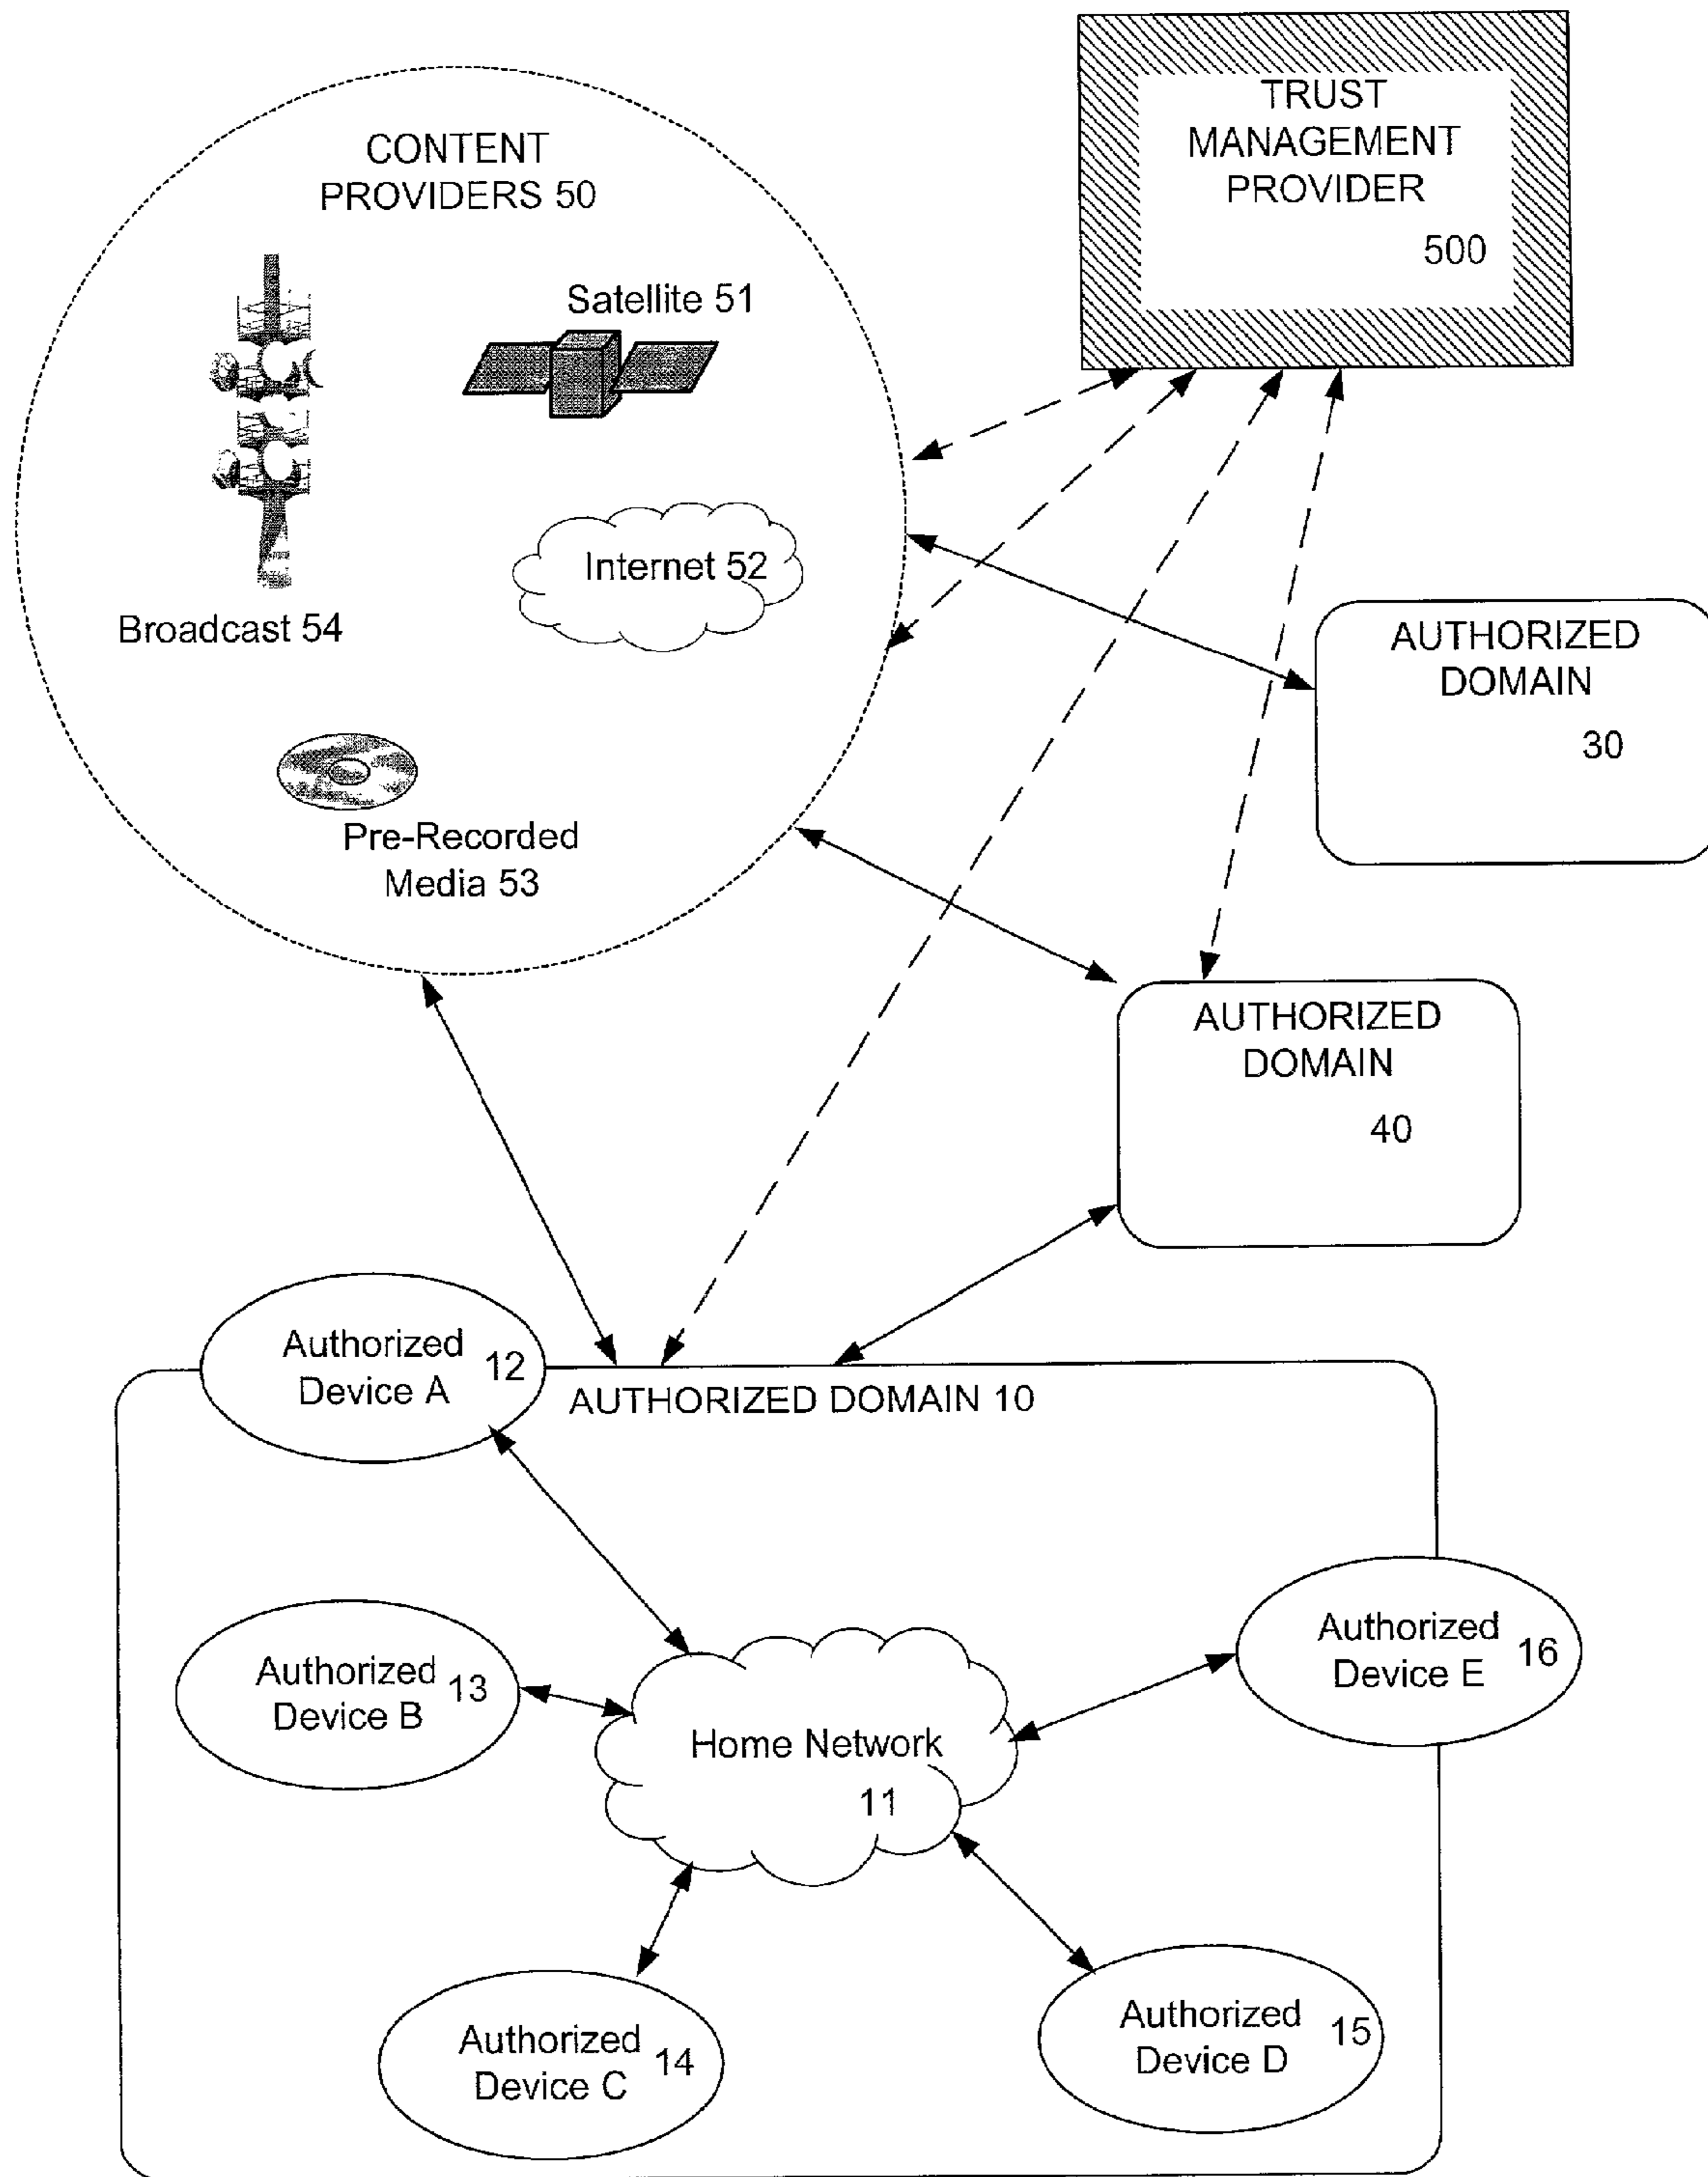 CONTENT
PROVIDERS 50
Satellite 51
Internet 52
Broadcast 54
Pre-Recorded
Media 53
TRUST
MANAGEMENT
PROVIDER
500
AUTHORIZED
DOMAIN
30
AUTHORIZED
DOMAIN
40
Authorized
Device A
12
AUTHORIZED DOMAIN 10
Authorized
Device B
13
Home Network
11
Authorized
Device E
16
Authorized
Device C
14
Authorized
Device D
15